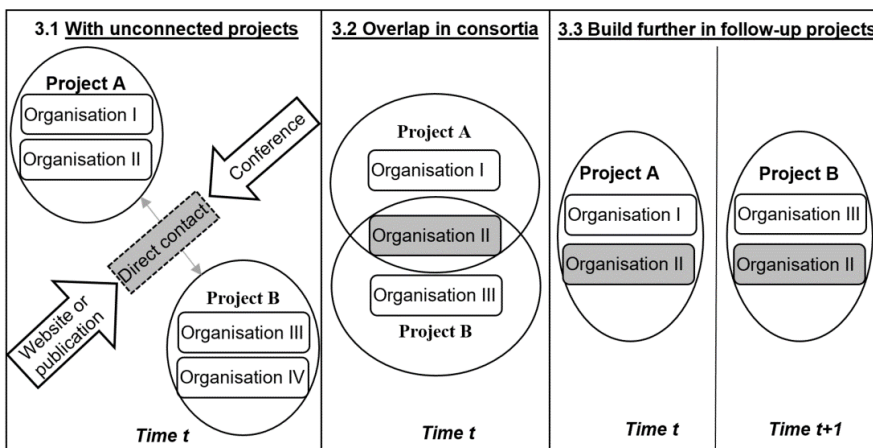 3.1 With unconnected projects
Project A
Organisation I
Organisation II
Conference
Direct contact
Website or
publication
Project B
Organisation III
Organisation IV
Time t
3.2 Overlap in consortia
Project A
Organisation I
Organisation II
Organisation III
Project B
3.3 Build further in follow-up projects
Project A
Organisation I
Organisation II
Time t
Project B
Organisation III
Organisation II
Time t+1